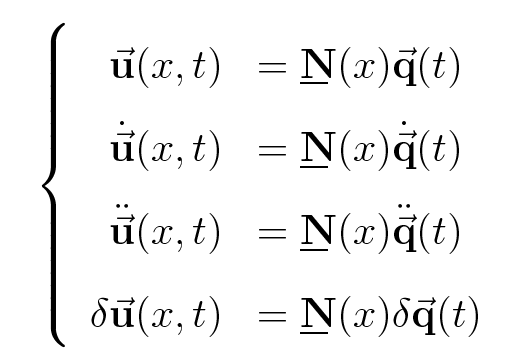 u⃗(x, t) = N̲(x)q⃗(t)
u⃗̇(x, t) = N̲(x)q⃗̇(t)
u⃗̈(x, t) = N̲(x)q⃗̈(t)
δu⃗(x, t) = N̲(x)δq⃗(t)